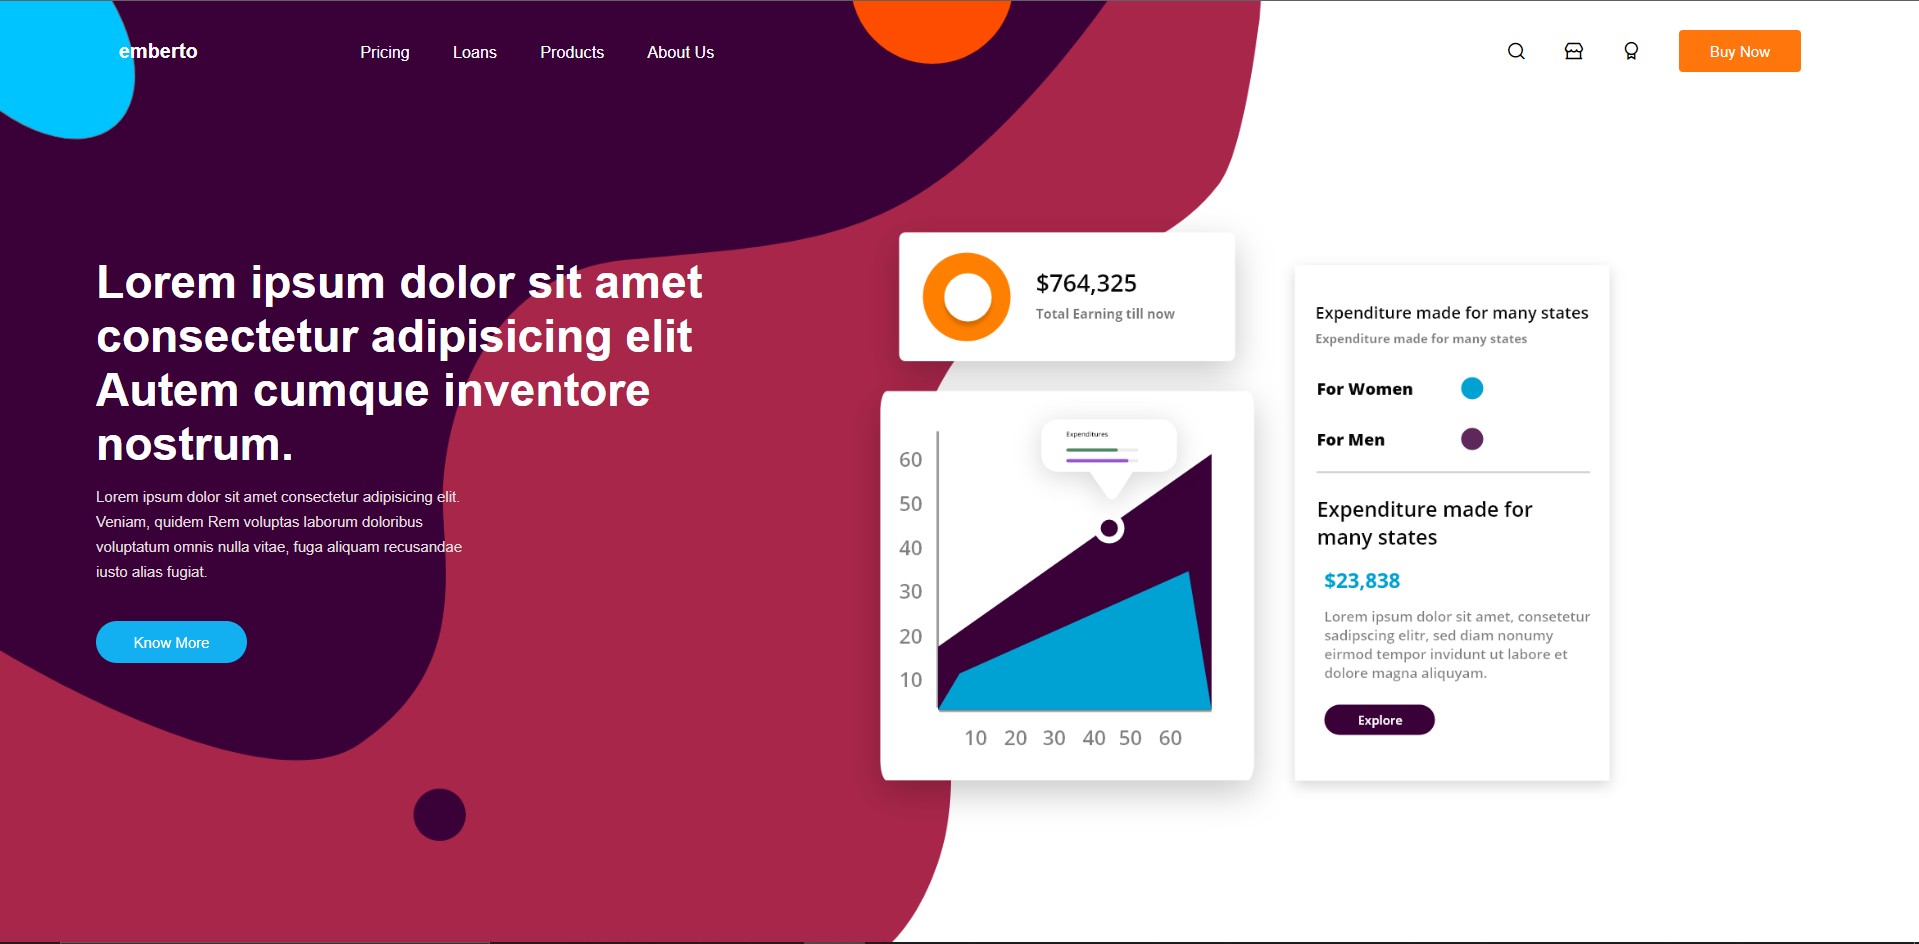 emberto
Pricing
Loans
Products
About Us
Buy Now
Lorem ipsum dolor sit amet
consectetur adipisicing elit
Autem cumque inventore
nostrum.
Lorem ipsum dolor sit amet consectetur adipisicing elit.
Veniam, quidem Rem voluptas laborum doloribus
voluptatum omnis nulla vitae, fuga aliquam recusandae
iusto alias fugiat.
Know More
$764,325
Total Earning till now
Expenditures
60
50
40
30
20
10
10 20 30 40 50 60
Expenditure made for many states
Expenditure made for many states
For Women
For Men
Expenditure made for
many states
$23,838
Lorem ipsum dolor sit amet, consetetur
sadipscing elitr, sed diam nonumy
eirmod tempor invidunt ut labore et
dolore magna aliquyam.
Explore